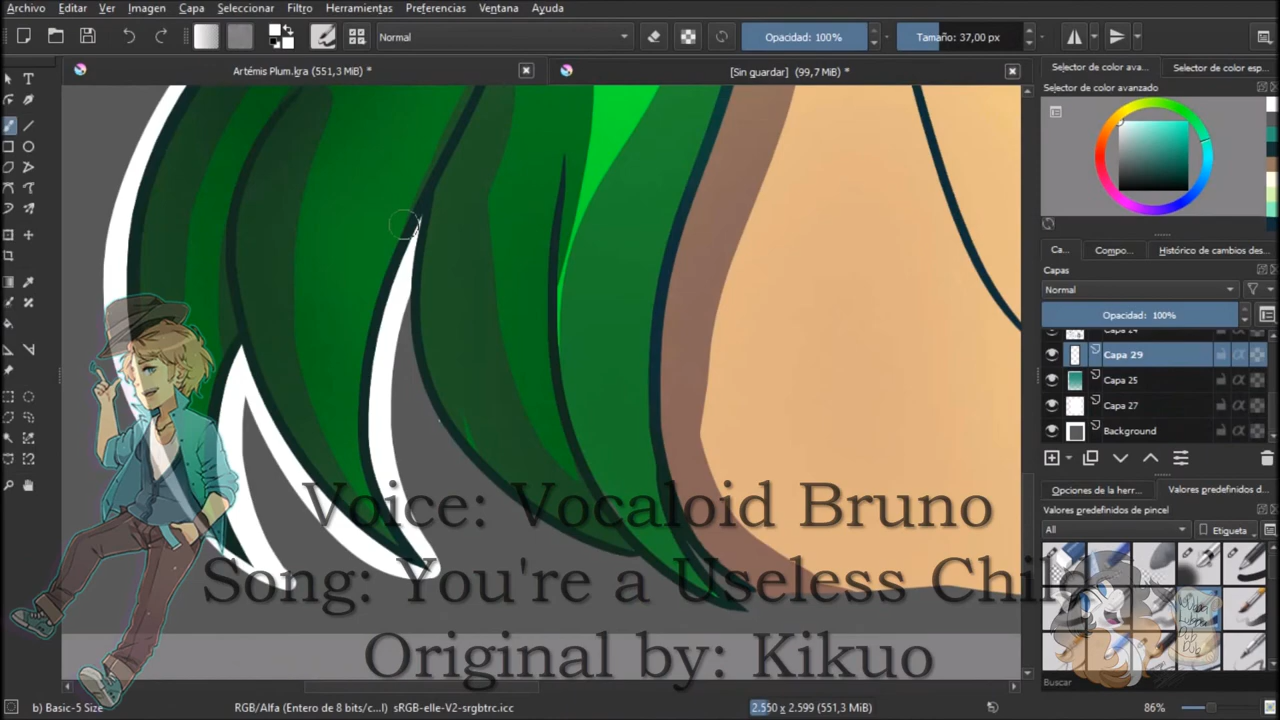 Archivo Editar Ver Imagen Capa Seleccionar Filtro Herramientas Preferencias Ventana Ayuda
Normal Opacidad: 100% Tamaño: 37,00 px
Artémis Plum.kra (551,3 MiB) * [Sin guardar] (99,7 MiB) *
Selector de color ava... Selector de color esp...
Selector de color avanzado
Ca... Compo... Histórico de cambios des...
Capas
Normal
Opacidad: 100%
Capa 24
Capa 29
Capa 25
Capa 27
Background
Opciones de la herr... Valores predefinidos d...
Valores predefinidos de pincel
All Etiqueta
Buscar
Voice: Vocaloid Bruno
Song: You're a Useless Child
Original by: Kikuo
b) Basic-5 Size RGB/Alfa (Entero de 8 bits/c...l) sRGB-elle-V2-srgbtrc.icc 2.550 x 2.599 (551,3 MiB) 86%